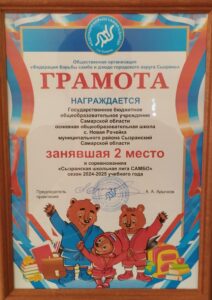 Общественная организация
«Федерация борьбы самбо и дзюдо городского округа Сызрань»
ГРАМОТА
НАГРАЖДАЕТСЯ
Государственное бюджетное
общеобразовательное учреждение
Самарской области
основная общеобразовательная школа
с. Новая Рачейка
муниципального района Сызранский
Самарской области
занявшая 2 место
в соревнованиях
«Сызранская школьная лига САМБО»
сезон 2024-2025 учебного года
Председатель
правления